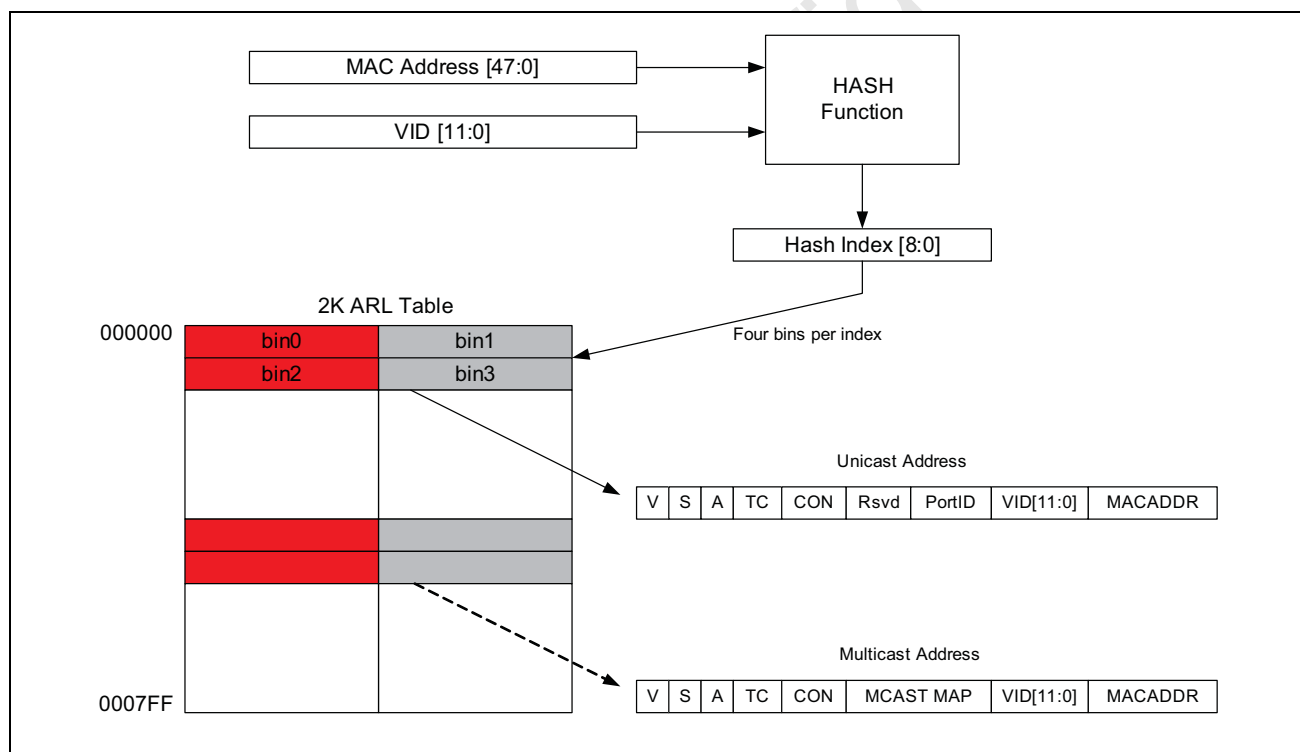 MAC Address [47:0]
HASH
Function
VID [11:0]
Hash Index [8:0]
2K ARL Table
000000
bin0 bin1
Four bins per index
bin2 bin3
Unicast Address
V S A TC CON Rsvd PortID VID[11:0] MACADDR
Multicast Address
V S A TC CON MCAST MAP VID[11:0] MACADDR
0007FF